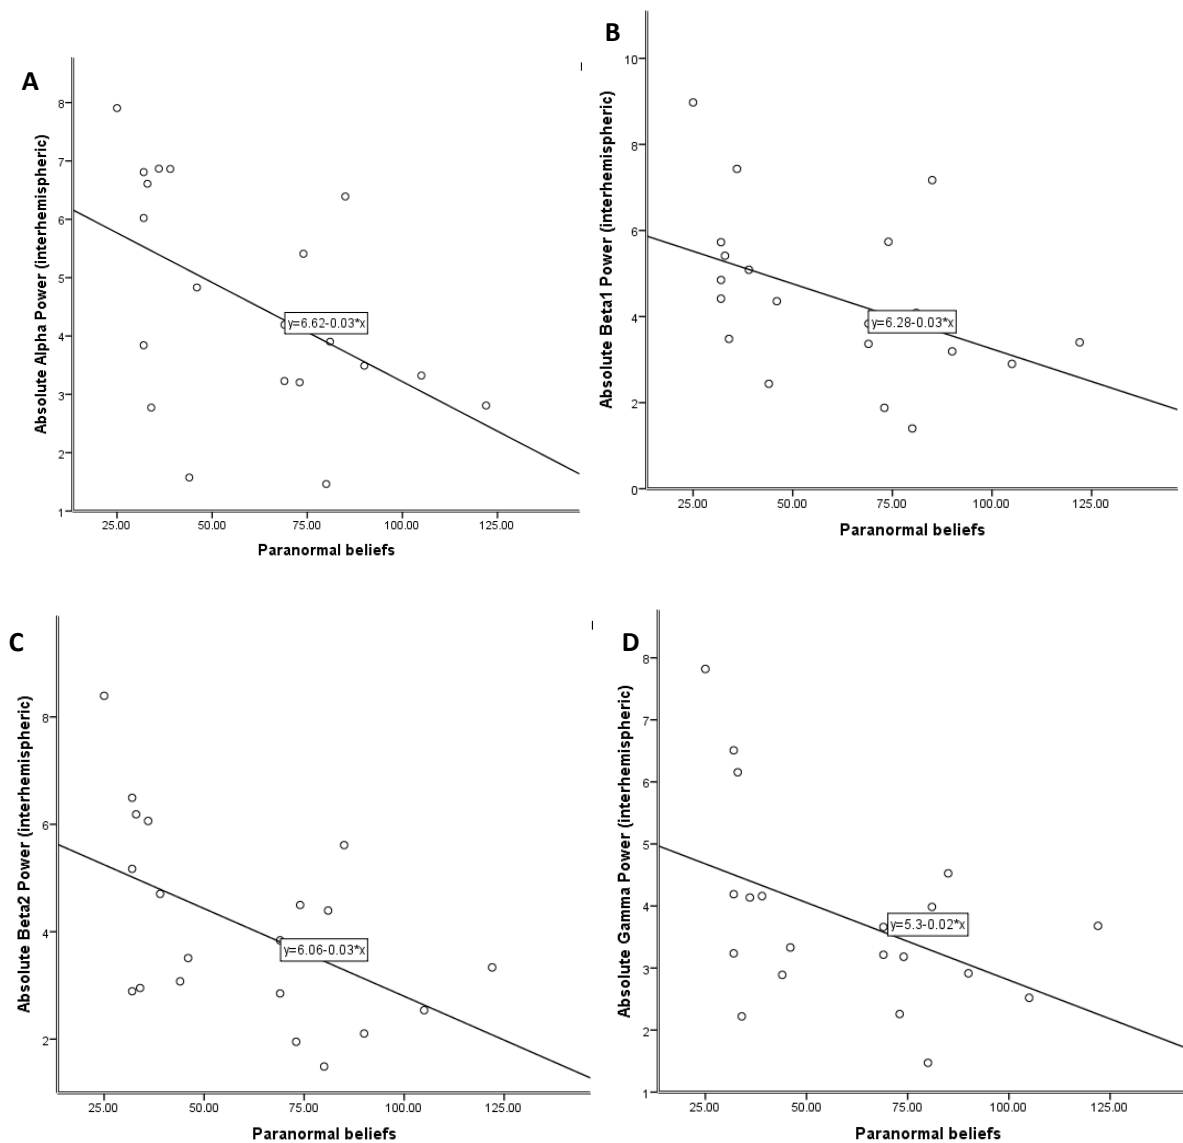 A
Absolute Alpha Power (interhemispheric)
8
7
6
5
4
3
2
1
y=6.62-0.03*x
25.00 50.00 75.00 100.00 125.00
Paranormal beliefs
B
Absolute Beta1 Power (interhemispheric)
10
8
6
4
2
0
y=6.28-0.03*x
25.00 50.00 75.00 100.00 125.00
Paranormal beliefs
C
Absolute Beta2 Power (interhemispheric)
8
6
4
2
y=6.06-0.03*x
25.00 50.00 75.00 100.00 125.00
Paranormal beliefs
D
Absolute Gamma Power (interhemispheric)
8
7
6
5
4
3
2
1
y=5.3-0.02*x
25.00 50.00 75.00 100.00 125.00
Paranormal beliefs